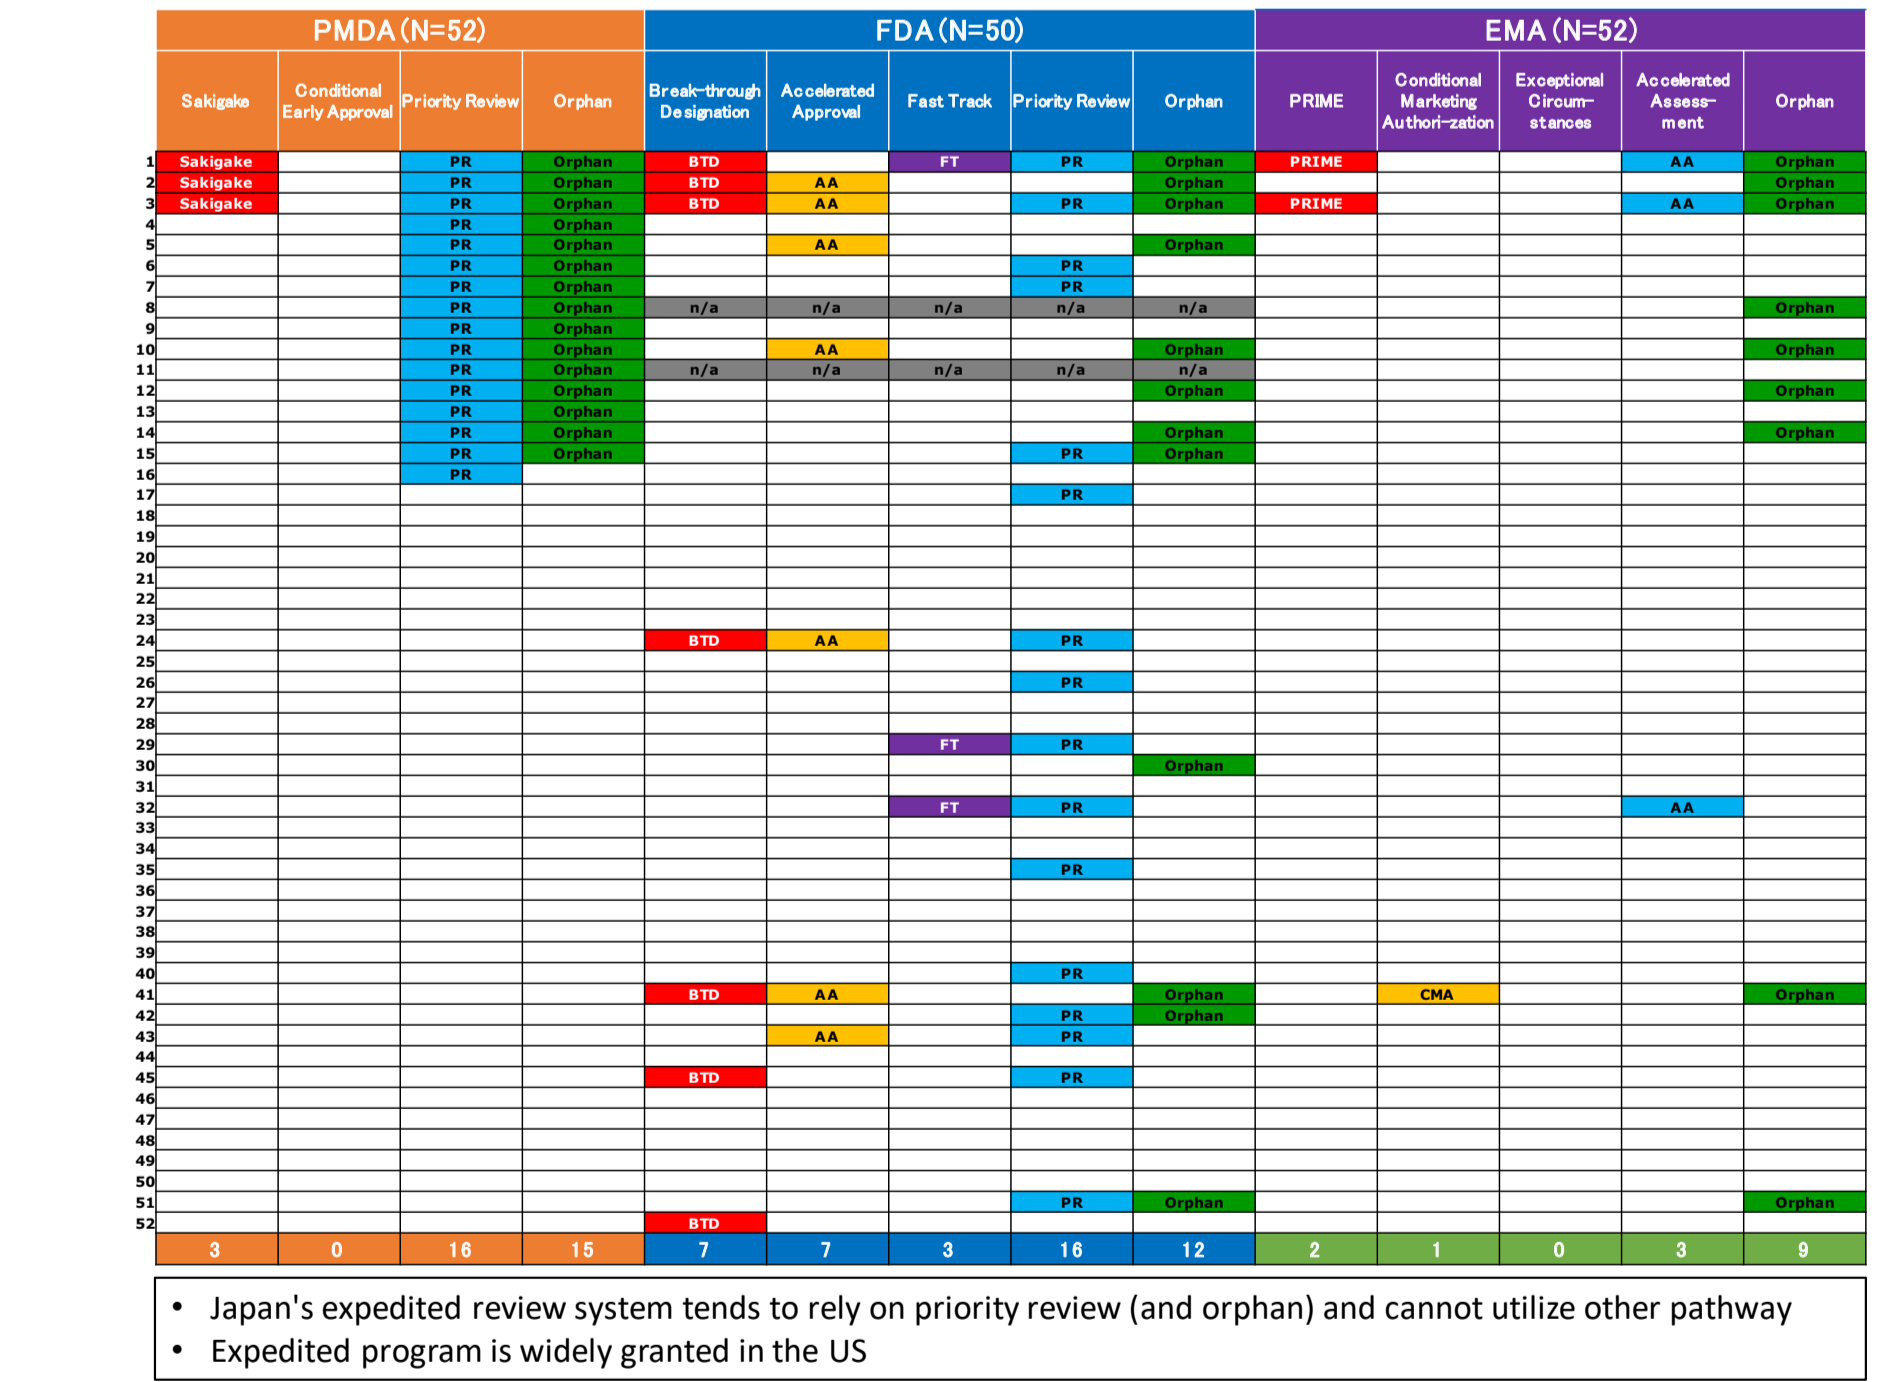 PMDA(N=52) FDA(N=50) EMA(N=52)
Sakigake Conditional Early Approval Priority Review Orphan Break-through Designation Accelerated Approval Fast Track Priority Review Orphan PRIME Conditional Marketing Authori-zation Exceptional Circum-stances Accelerated Assess-ment Orphan
1 Sakigake PR Orphan BTD FT PR Orphan PRIME AA Orphan
2 Sakigake PR Orphan BTD AA Orphan Orphan
3 Sakigake PR Orphan BTD AA PR Orphan PRIME AA Orphan
4 PR Orphan
5 PR Orphan AA Orphan
6 PR Orphan PR
7 PR Orphan PR
8 PR Orphan n/a n/a n/a n/a n/a Orphan
9 PR Orphan
10 PR Orphan AA Orphan Orphan
11 PR Orphan n/a n/a n/a n/a n/a
12 PR Orphan Orphan Orphan
13 PR Orphan
14 PR Orphan Orphan Orphan
15 PR Orphan PR Orphan
16 PR
17 PR
18
19
20
21
22
23
24 BTD AA PR
25
26 PR
27
28
29 FT PR
30 Orphan
31
32 FT PR AA
33
34
35 PR
36
37
38
39
40 PR
41 BTD AA Orphan CMA Orphan
42 PR Orphan
43 AA PR
44
45 BTD PR
46
47
48
49
50
51 PR Orphan Orphan
52 BTD
3 0 16 15 7 7 3 16 12 2 1 0 3 9
• Japan's expedited review system tends to rely on priority review (and orphan) and cannot utilize other pathway
• Expedited program is widely granted in the US